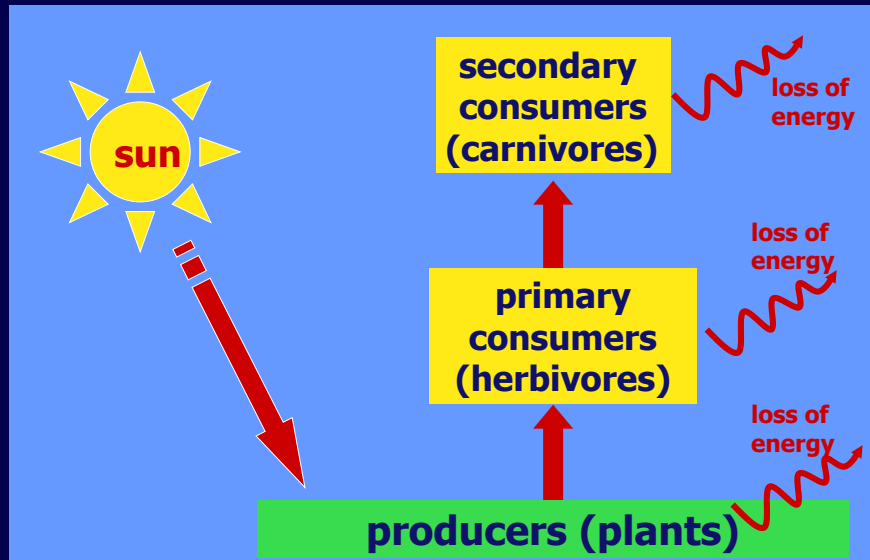 sun
secondary
consumers
(carnivores)
loss of
energy
primary
consumers
(herbivores)
loss of
energy
producers (plants)
loss of
energy